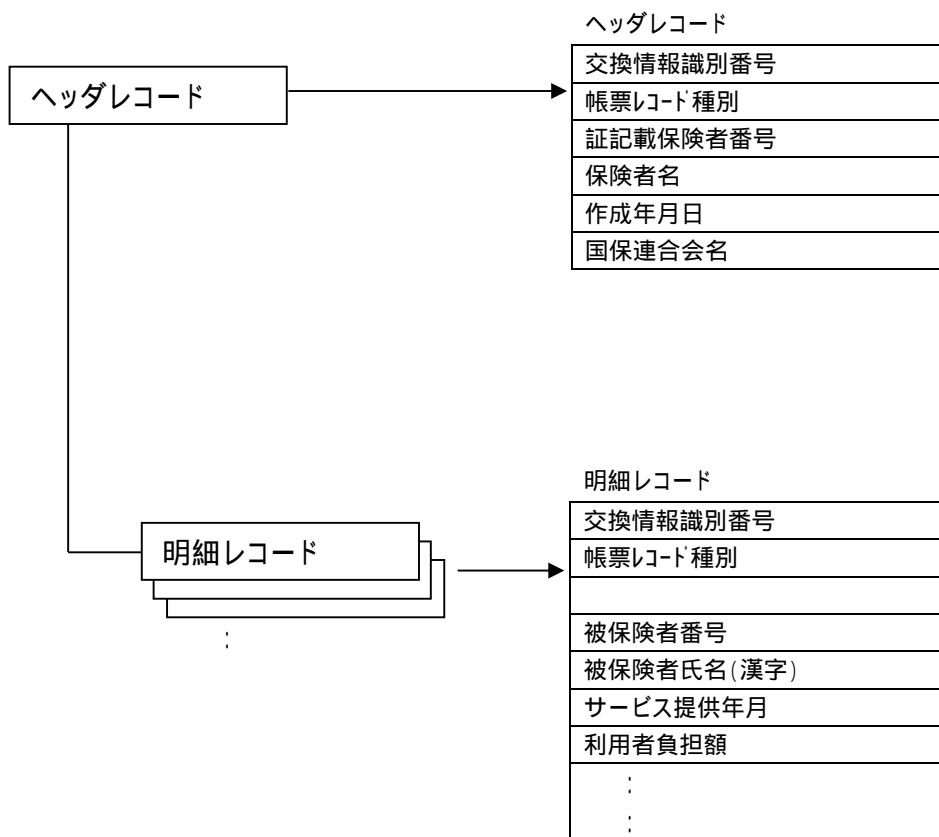 ヘッダレコード
ヘッダレコード
交換情報識別番号
帳票ﾚｺｰﾄﾞ種別
証記載保険者番号
保険者名
作成年月日
国保連合会名
明細レコード
:
明細レコード
交換情報識別番号
帳票ﾚｺｰﾄﾞ種別
被保険者番号
被保険者氏名(漢字)
サービス提供年月
利用者負担額
:
: